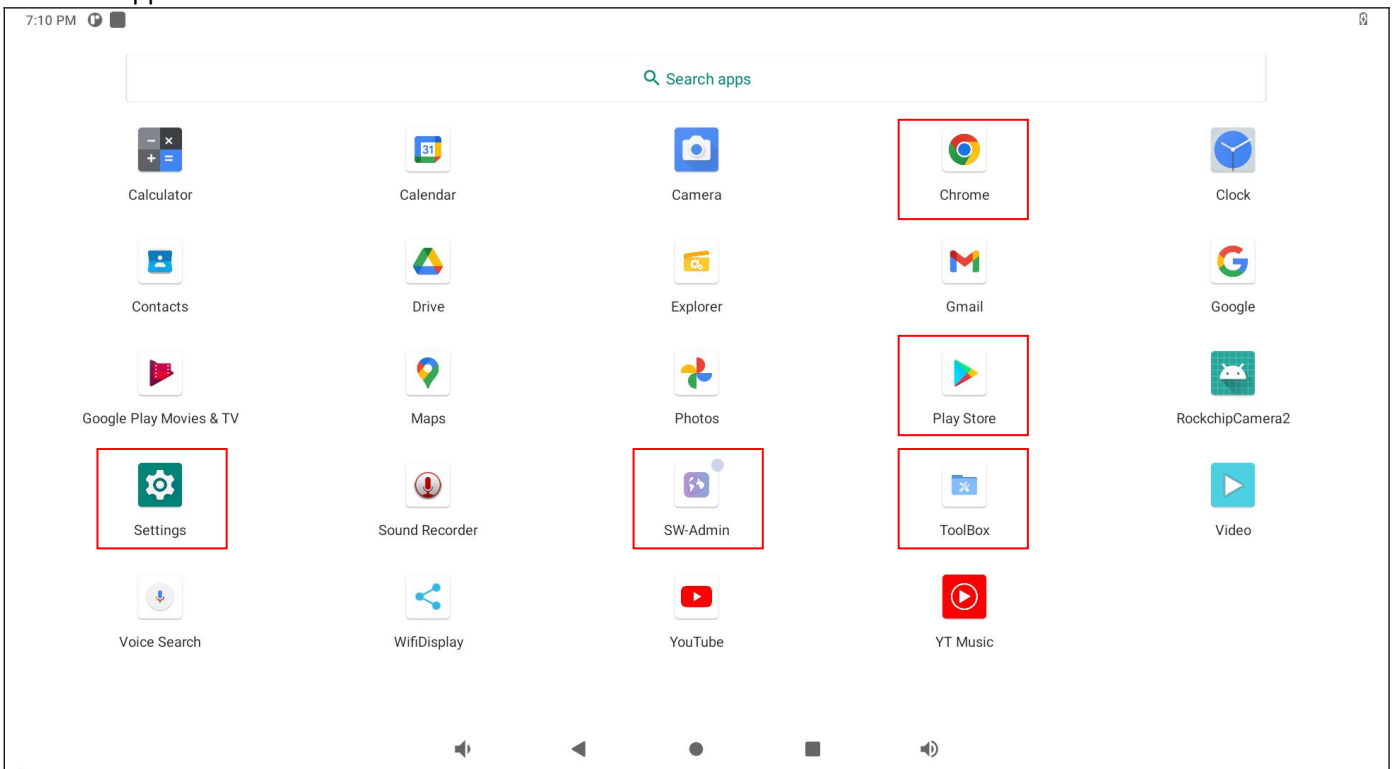 7:10 PM
Search apps
31
Calculator Calendar Camera Chrome Clock
Contacts Drive Explorer Gmail Google
Google Play Movies & TV Maps Photos Play Store RockchipCamera2
Settings Sound Recorder SW-Admin ToolBox Video
Voice Search WifiDisplay YouTube YT Music